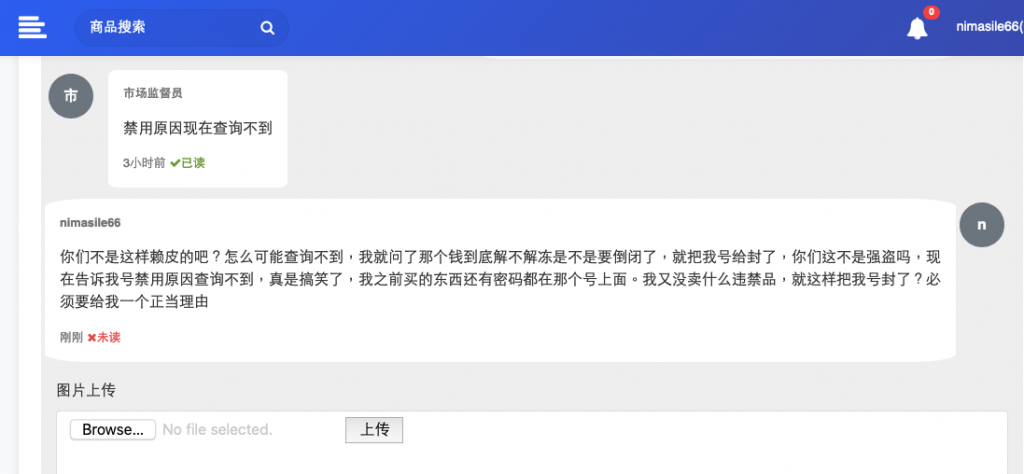 商品搜索
0
nimasile66(
市
市场监督员
禁用原因现在查询不到
3小时前 ✔已读
nimasile66
n
你们不是这样赖皮的吧？怎么可能查询不到，我就问了那个钱到底解不解冻是不是要倒闭了，就把我号给封了，你们这不是强盗吗，现
在告诉我号禁用原因查询不到，真是搞笑了，我之前买的东西还有密码都在那个号上面。我又没卖什么违禁品，就这样把我号封了？必
须要给我一个正当理由
刚刚 ✖未读
图片上传
Browse... No file selected. 上传